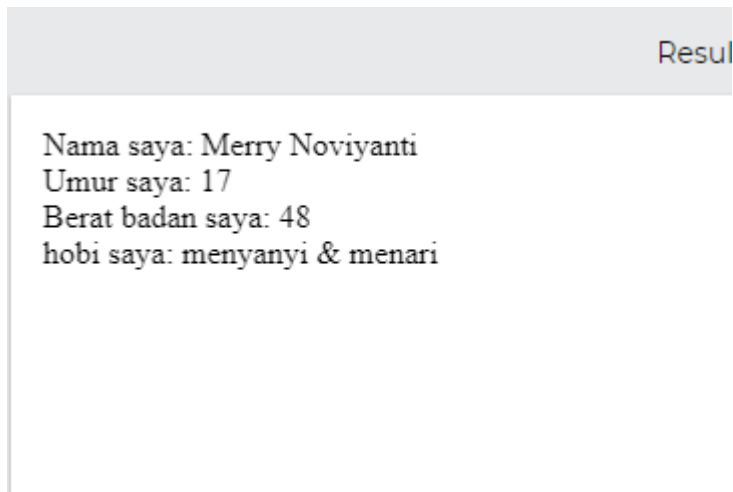 Resul
Nama saya: Merry Noviyanti
Umur saya: 17
Berat badan saya: 48
hobi saya: menyanyi & menari